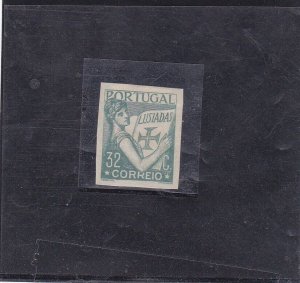 PORTUGAL
LUSIADAS
32 C.
CORREIO